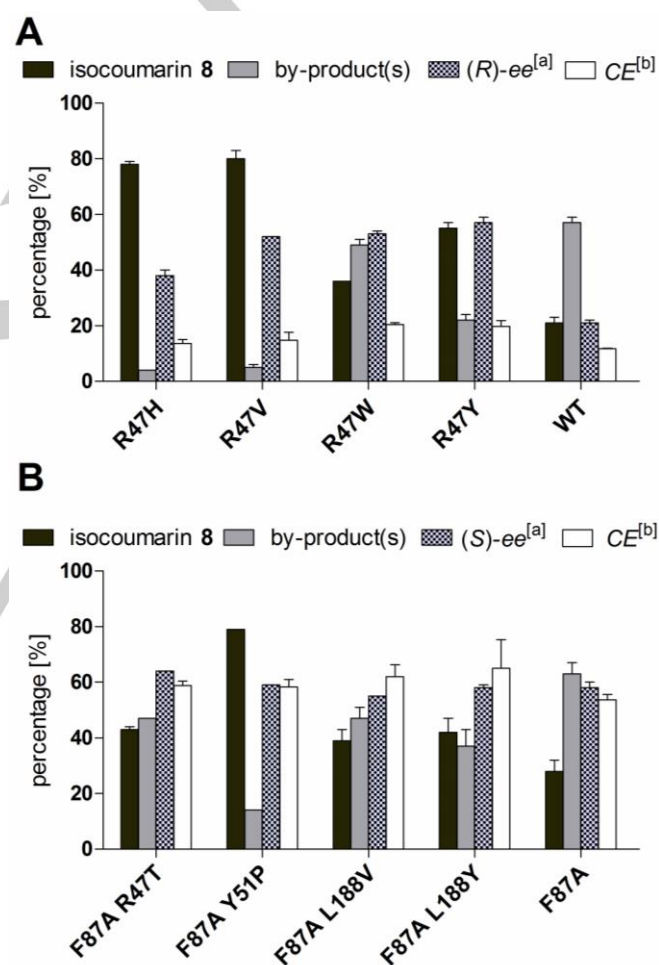 A
isocoumarin 8 by-product(s) (R)-ee[a] CE[b]
100
80
60
40
20
0
percentage [%]
R47H R47V R47W R47Y WT
B
isocoumarin 8 by-product(s) (S)-ee[a] CE[b]
100
80
60
40
20
0
percentage [%]
F87A R47T F87A Y51P F87A L188V F87A L188Y F87A